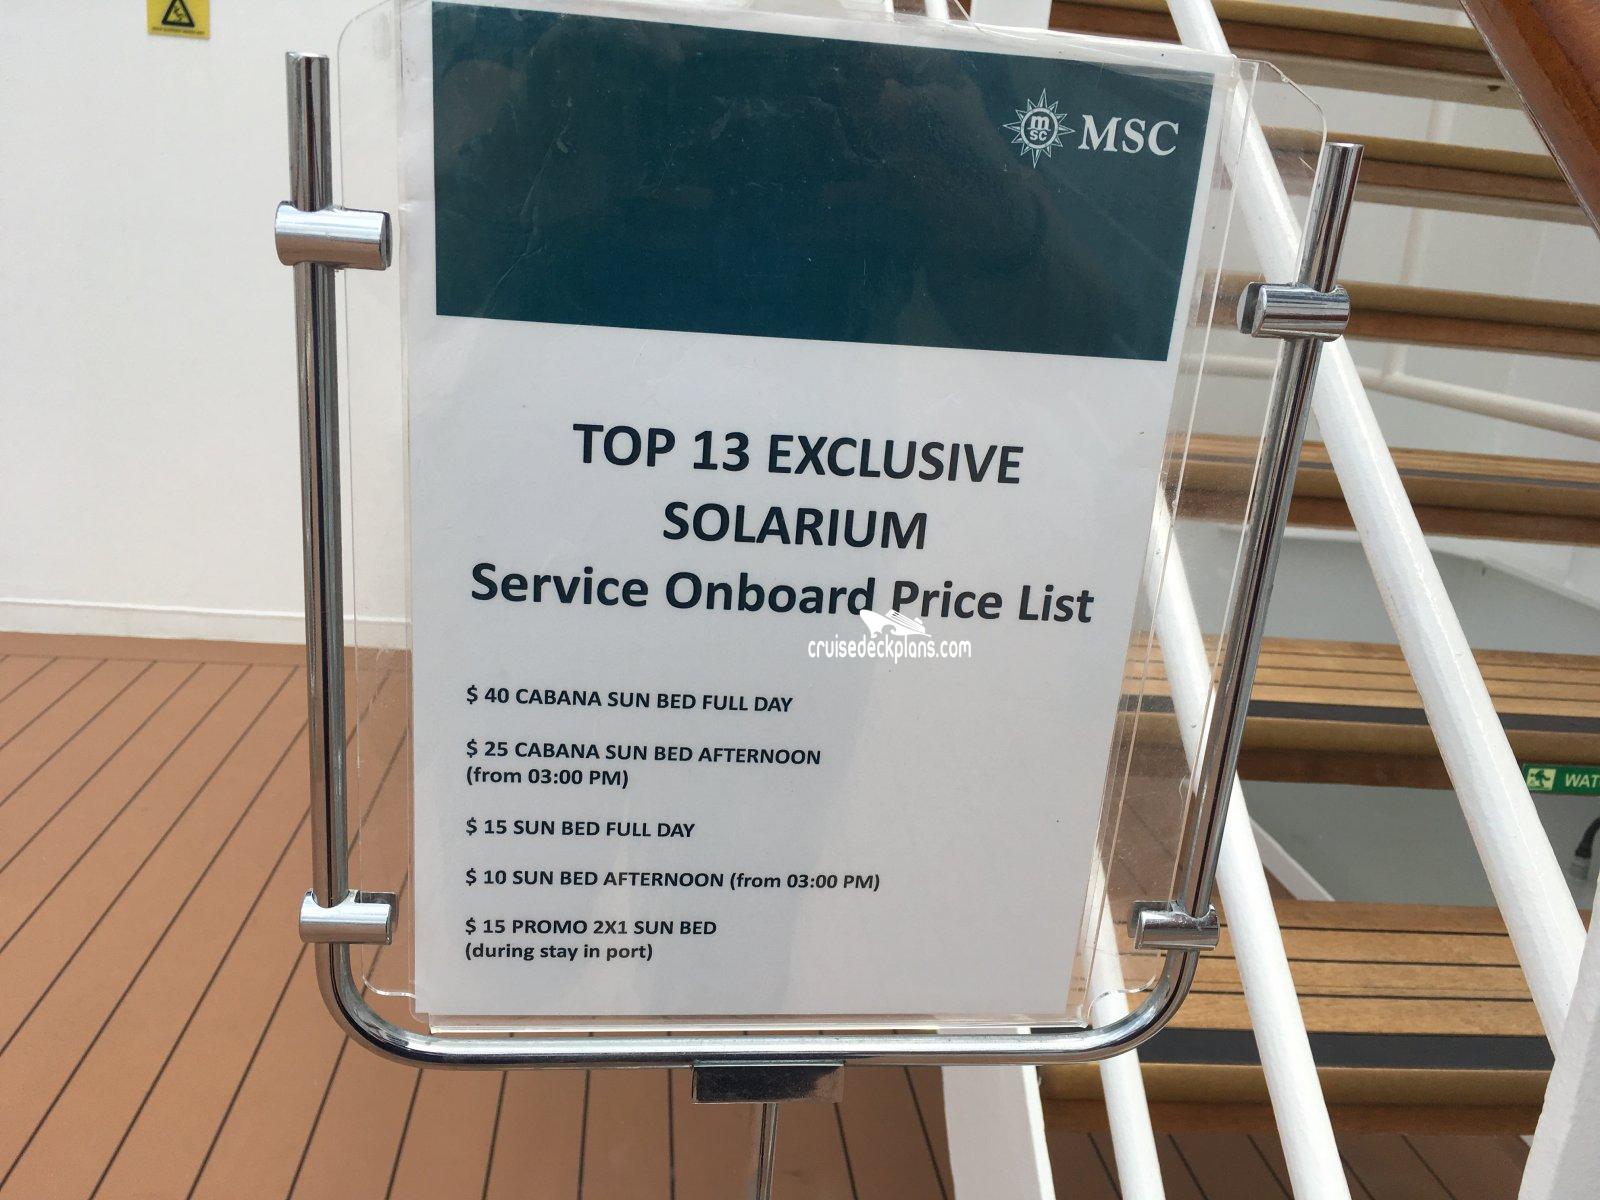 m
SC
MSC
TOP 13 EXCLUSIVE
SOLARIUM
Service Onboard Price List
cruisedeckplans.com
$ 40 CABANA SUN BED FULL DAY
$ 25 CABANA SUN BED AFTERNOON
(from 03:00 PM)
$ 15 SUN BED FULL DAY
$ 10 SUN BED AFTERNOON (from 03:00 PM)
$ 15 PROMO 2X1 SUN BED
(during stay in port)
WAT